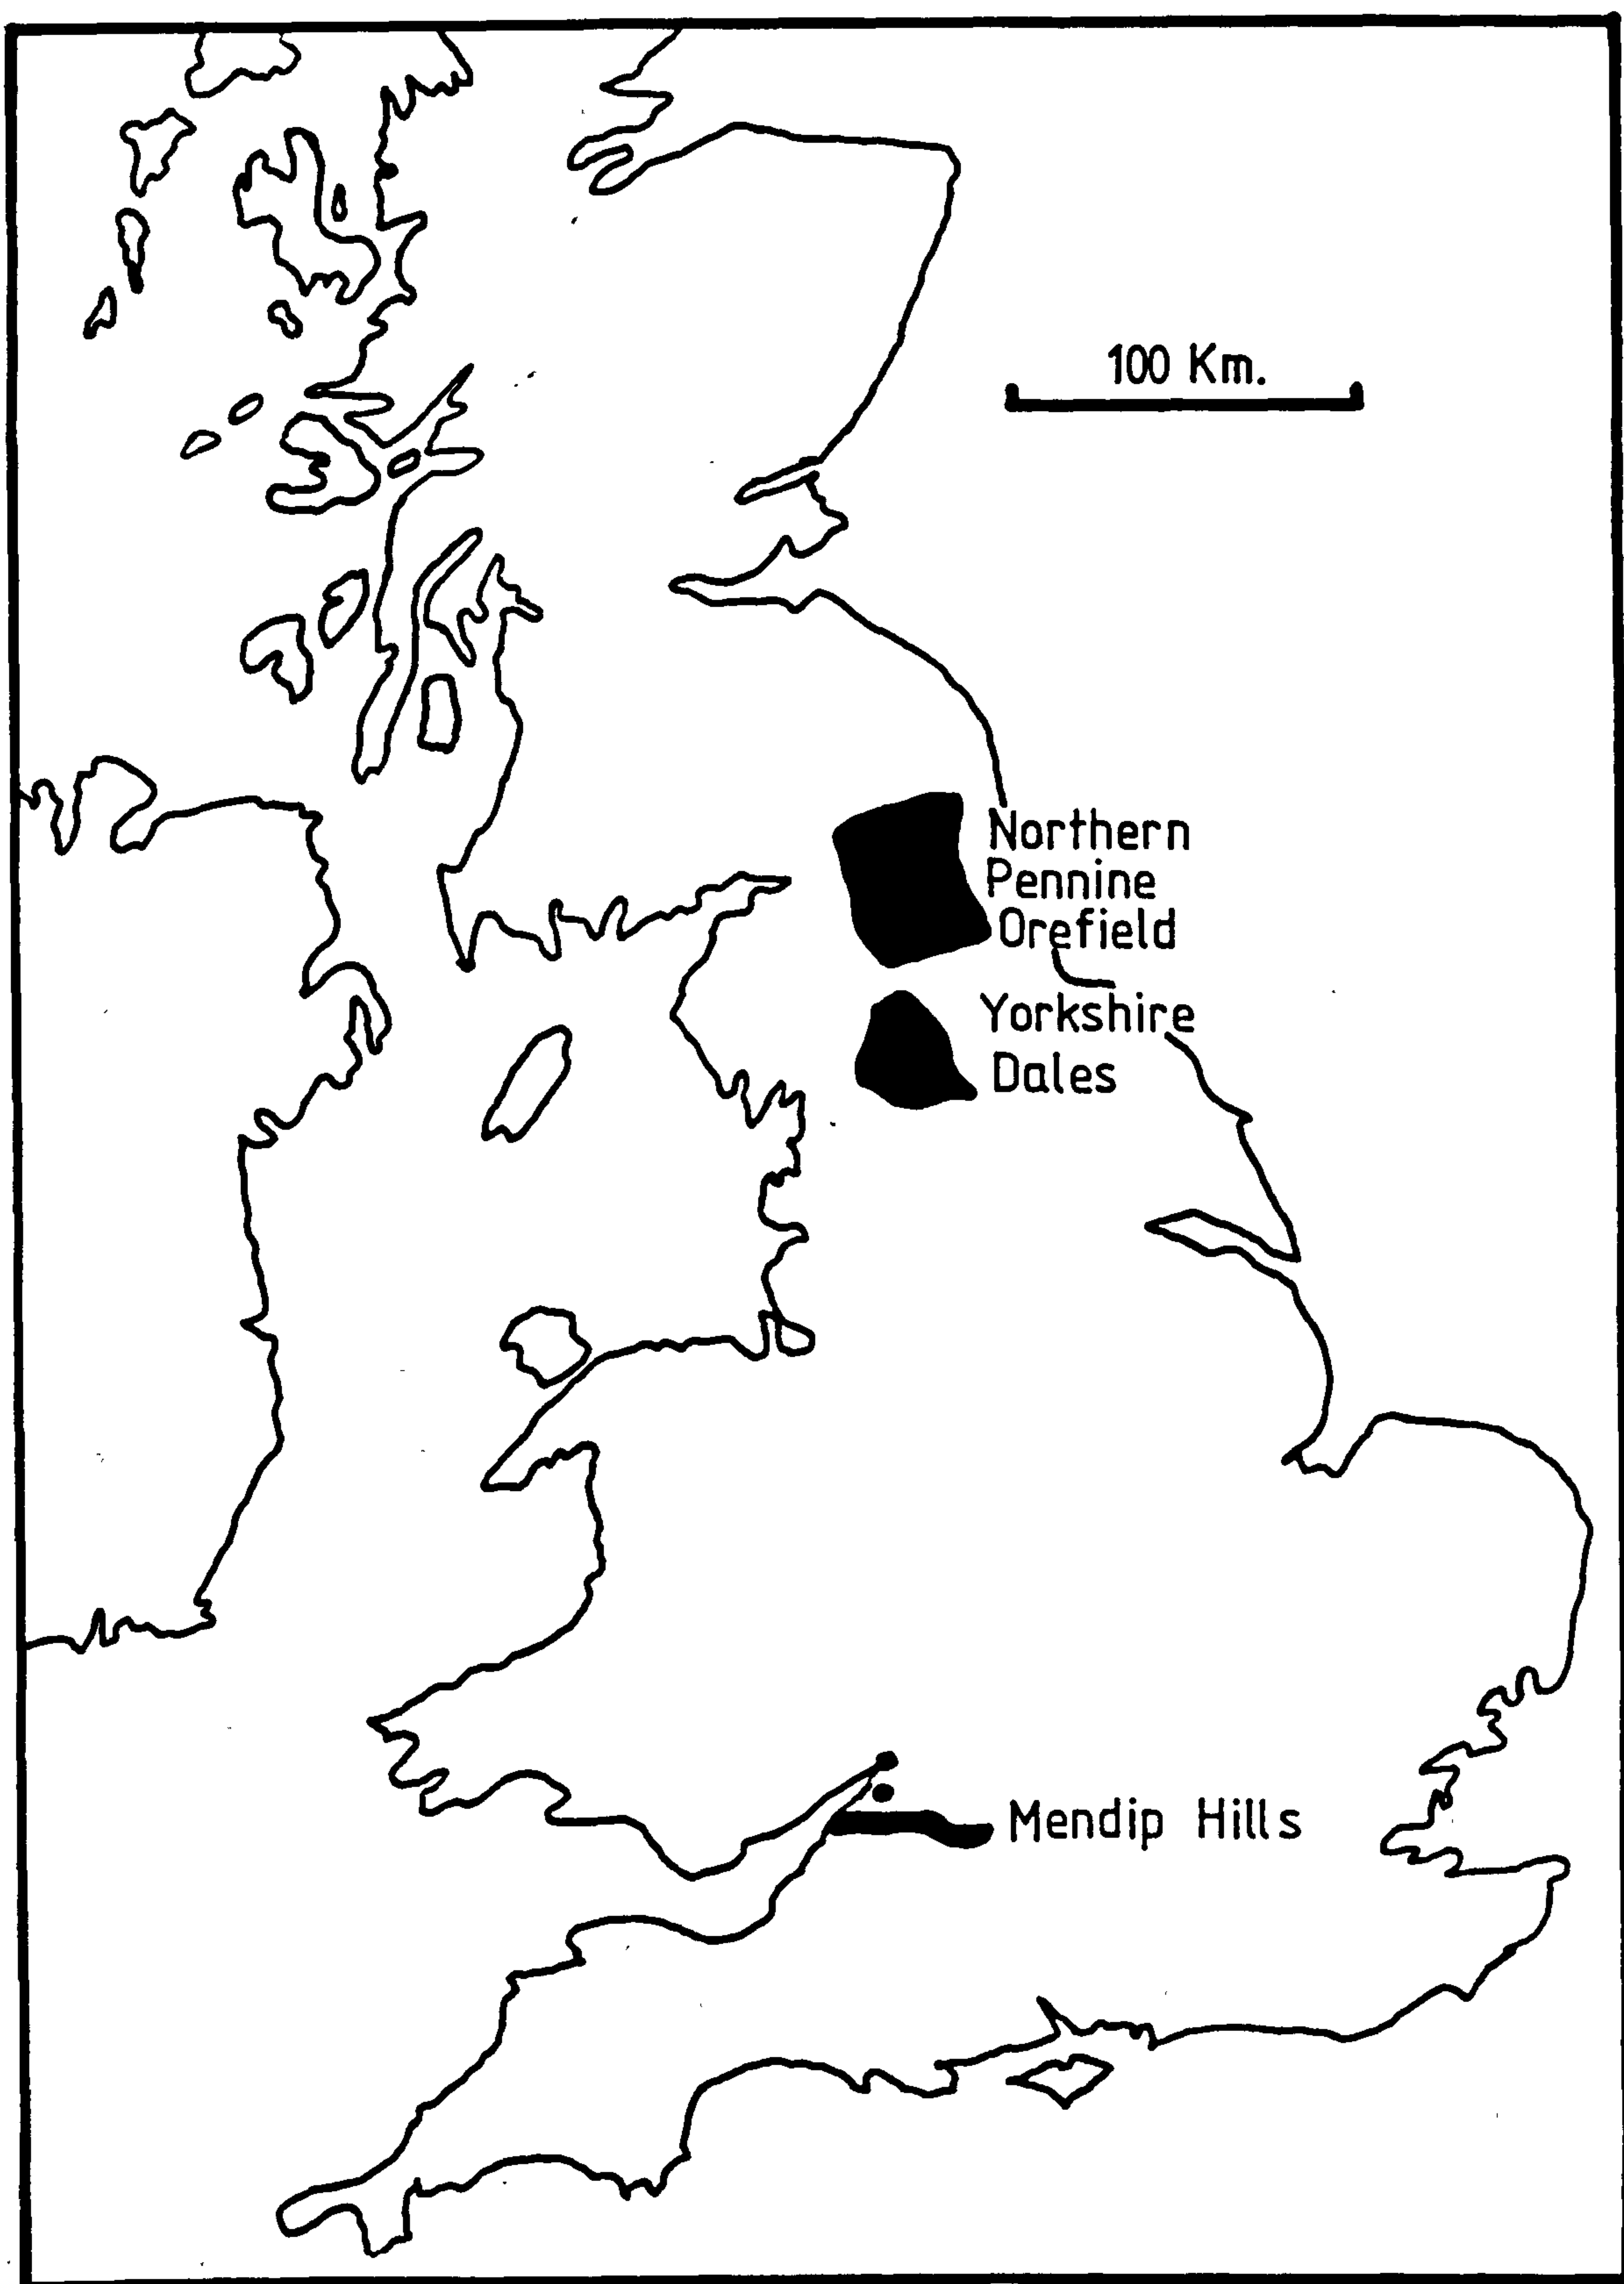 100 Km.
Northern
Pennine
Orefield
Yorkshire
Dales
Mendip Hills